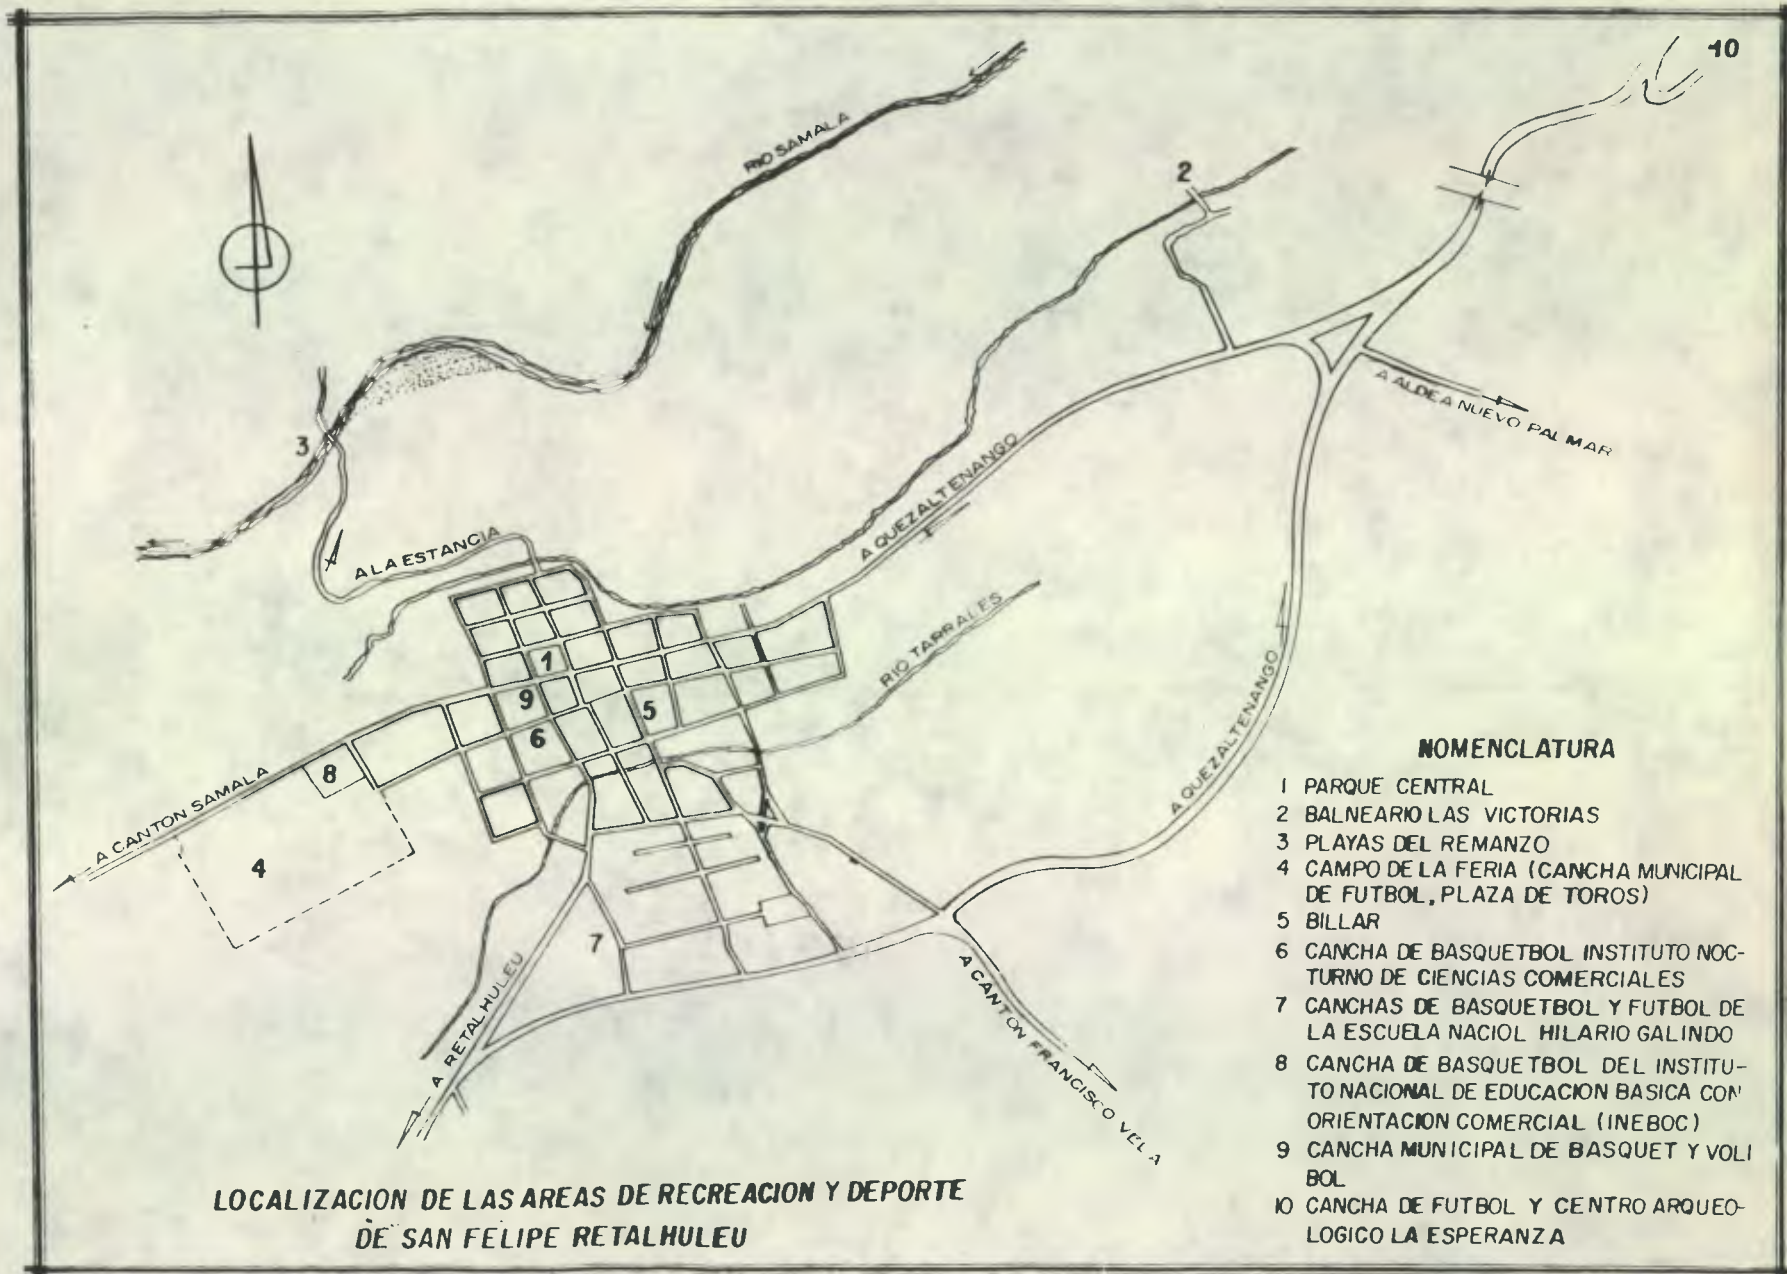 10
RIO SAMALA
2
3
A ALDEA NUEVO PALMAR
A QUEZALTENANGO
A LA ESTANCIA
RIO TARRALES
1
9
5
6
8
A CANTON SAMALA
4
A QUEZALTENANGO
7
A RETALHULEU
A CANTON FRANCISCO VELA
NOMENCLATURA
1 PARQUE CENTRAL
2 BALNEARIO LAS VICTORIAS
3 PLAYAS DEL REMANZO
4 CAMPO DE LA FERIA (CANCHA MUNICIPAL
DE FUTBOL, PLAZA DE TOROS)
5 BILLAR
6 CANCHA DE BASQUETBOL INSTITUTO NOC-
TURNO DE CIENCIAS COMERCIALES
7 CANCHAS DE BASQUETBOL Y FUTBOL DE
LA ESCUELA NACIOL HILARIO GALINDO
8 CANCHA DE BASQUETBOL DEL INSTITU-
TO NACIONAL DE EDUCACION BASICA CON
ORIENTACION COMERCIAL (INEBOC)
9 CANCHA MUNICIPAL DE BASQUET Y VOLI
BOL
10 CANCHA DE FUTBOL Y CENTRO ARQUEO-
LOGICO LA ESPERANZA
LOCALIZACION DE LAS AREAS DE RECREACION Y DEPORTE
DE SAN FELIPE RETALHULEU